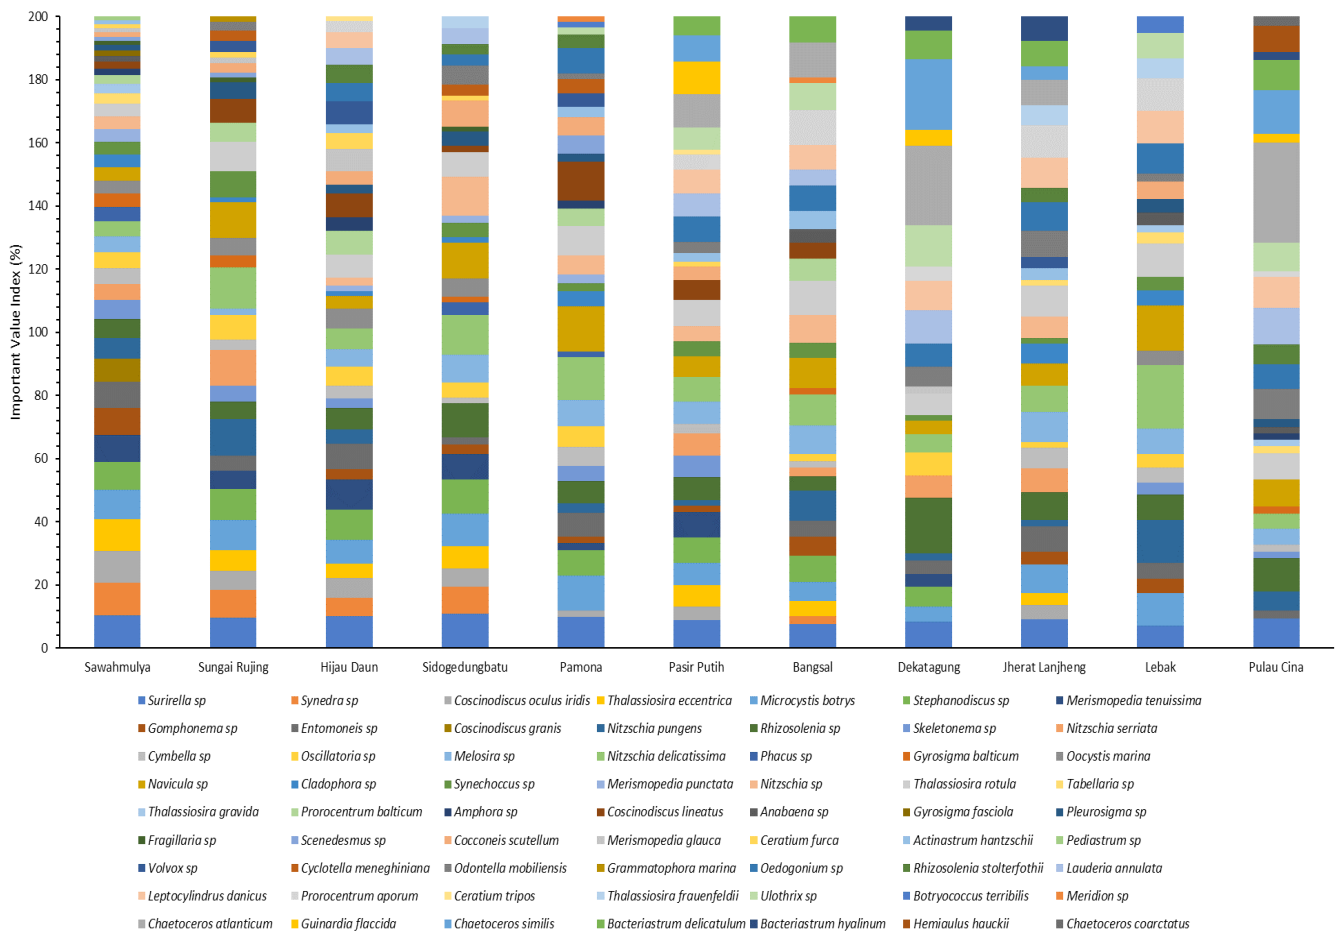 Important Value Index (%)
200
180
160
140
120
100
80
60
40
20
0
Sawahmulya Sungai Rujing Hijau Daun Sidogedungbatu Pamona Pasir Putih Bangsal Dekatagung Jherat Lanjheng Lebak Pulau Cina
Surirella sp Synedra sp Coscinodiscus oculus iridis Thalassiosira eccentrica Microcystis botrys Stephanodiscus sp Merismopedia tenuissima
Gomphonema sp Entomoneis sp Coscinodiscus granis Nitzschia pungens Rhizosolenia sp Skeletonema sp Nitzschia serriata
Cymbella sp Oscillatoria sp Melosira sp Nitzschia delicatissima Phacus sp Gyrosigma balticum Oocystis marina
Navicula sp Cladophora sp Synechoccus sp Merismopedia punctata Nitzschia sp Thalassiosira rotula Tabellaria sp
Thalassiosira gravida Prorocentrum balticum Amphora sp Coscinodiscus lineatus Anabaena sp Gyrosigma fasciola Pleurosigma sp
Fragillaria sp Scenedesmus sp Cocconeis scutellum Merismopedia glauca Ceratium furca Actinastrum hantzschii Pediastrum sp
Volvox sp Cyclotella meneghiniana Odontella mobiliensis Grammatophora marina Oedogonium sp Rhizosolenia stolterfothii Lauderia annulata
Leptocylindrus danicus Prorocentrum aporum Ceratium tripos Thalassiosira frauenfeldii Ulothrix sp Botryococcus terribilis Meridion sp
Chaetoceros atlanticum Guinardia flaccida Chaetoceros similis Bacteriastrum delicatulum Bacteriastrum hyalinum Hemiaulus hauckii Chaetoceros coarctatus